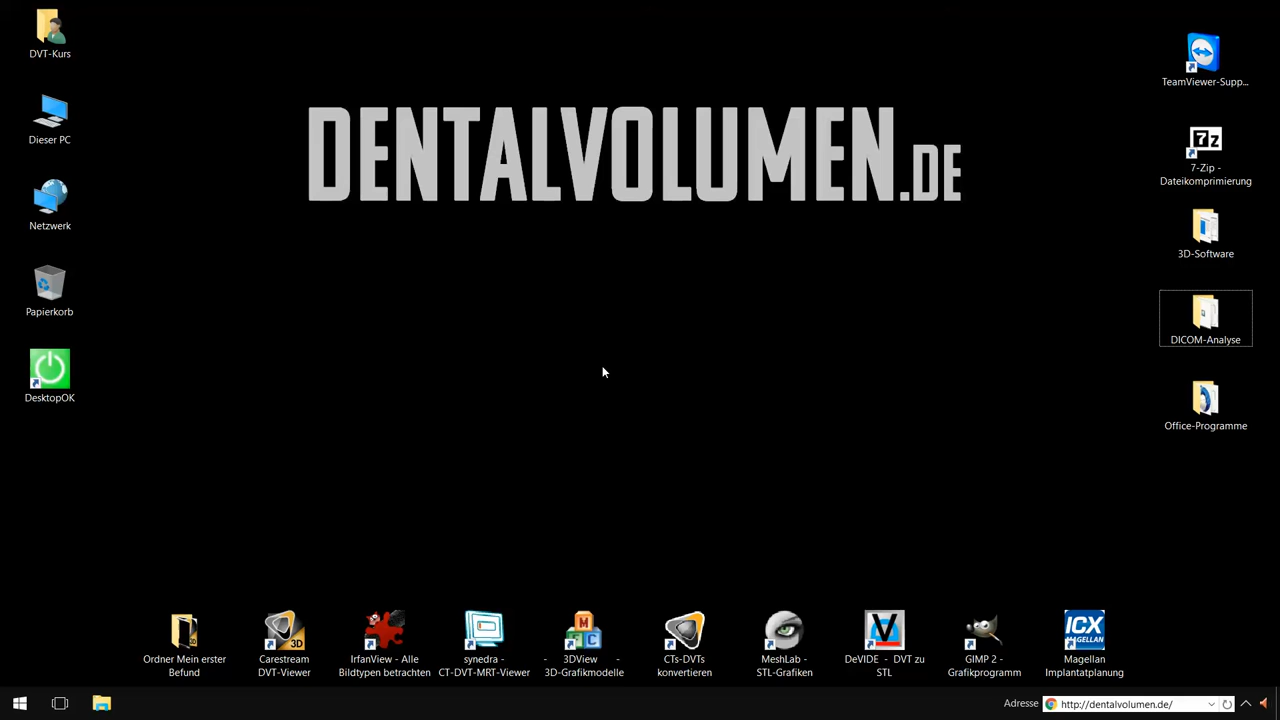 DVT-Kurs
Dieser PC
Netzwerk
Papierkorb
DesktopOK
DENTALVOLUMEN.DE
TeamViewer-Supp...
7z
7-Zip -
Dateikomprimierung
3D-Software
DICOM-Analyse
Office-Programme
Ordner Mein erster
Befund
3D
Carestream
DVT-Viewer
IrfanView - Alle
Bildtypen betrachten
synedra -
CT-DVT-MRT-Viewer
M
F C
- 3DView -
3D-Grafikmodelle
CTs-DVTs
konvertieren
MeshLab -
STL-Grafiken
V
DeVIDE - DVT zu
STL
GIMP 2 -
Grafikprogramm
ICX
MAGELLAN
Magellan
Implantatplanung
Adresse http://dentalvolumen.de/